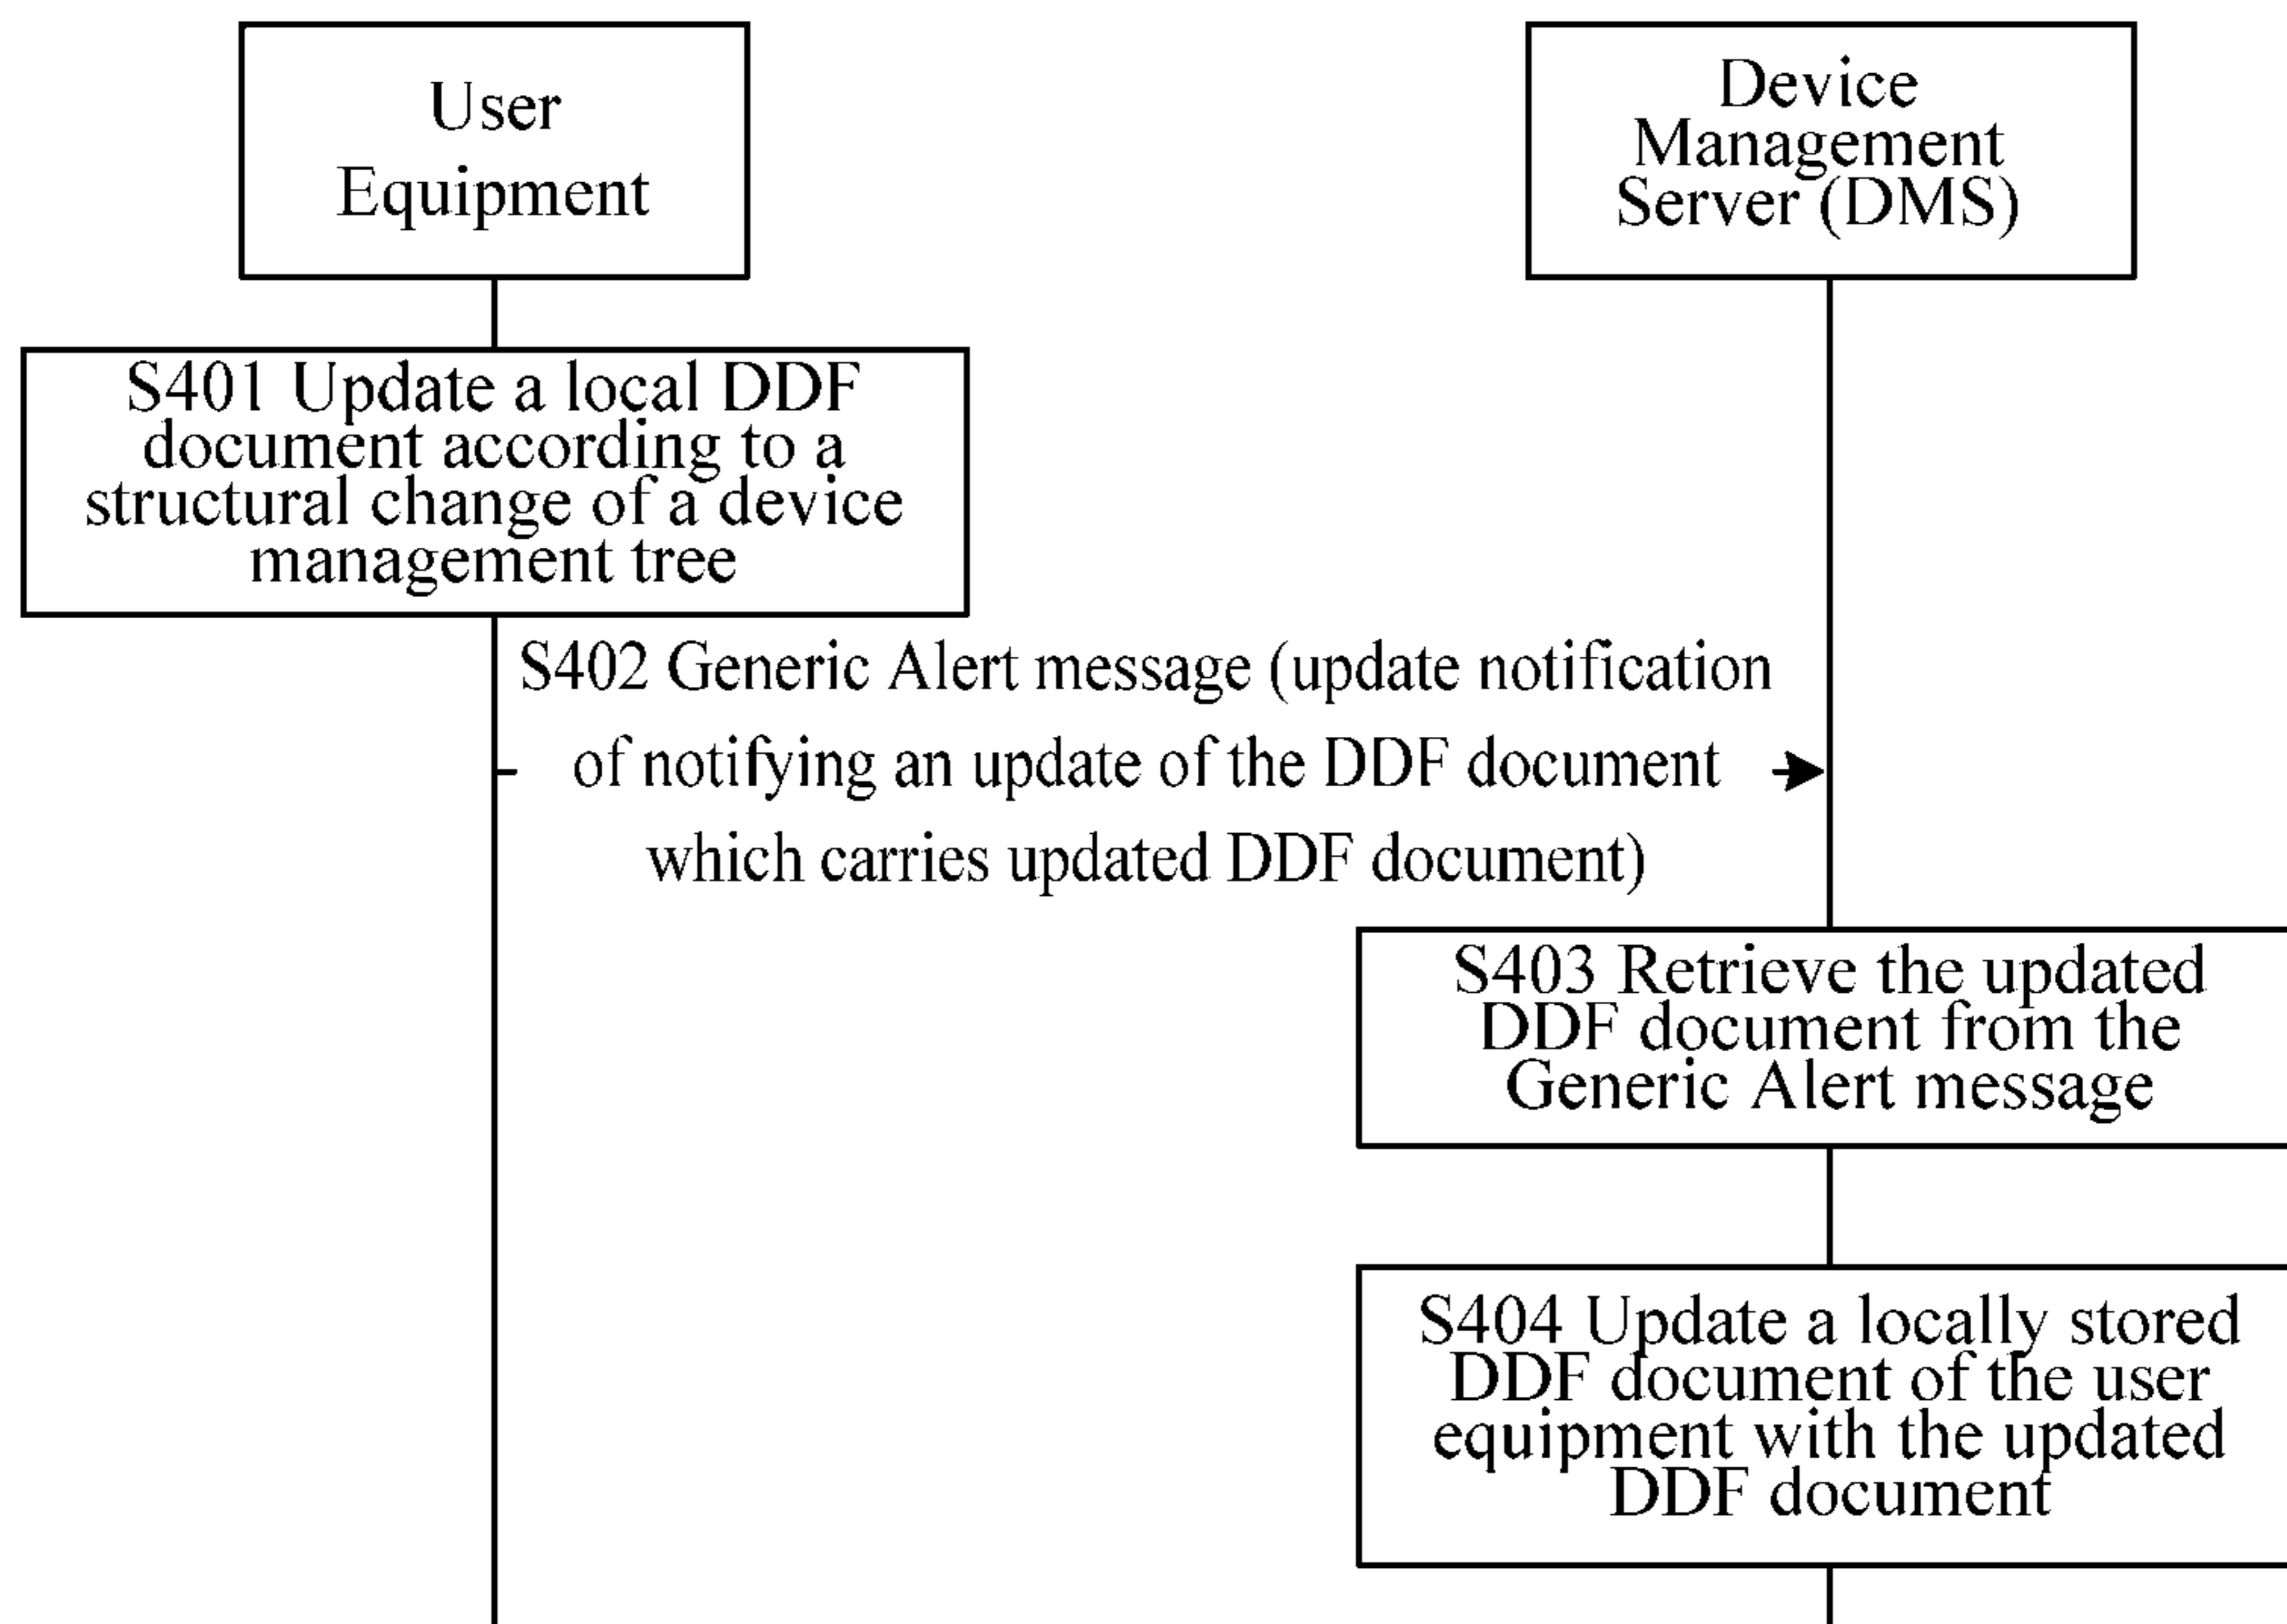 User
Equipment
Device
Management
Server (DMS)
S401 Update a local DDF
document according to a
structural change of a device
management tree
S402 Generic Alert message (update notification
of notifying an update of the DDF document
which carries updated DDF document)
S403 Retrieve the updated
DDF document from the
Generic Alert message
S404 Update a locally stored
DDF document of the user
equipment with the updated
DDF document